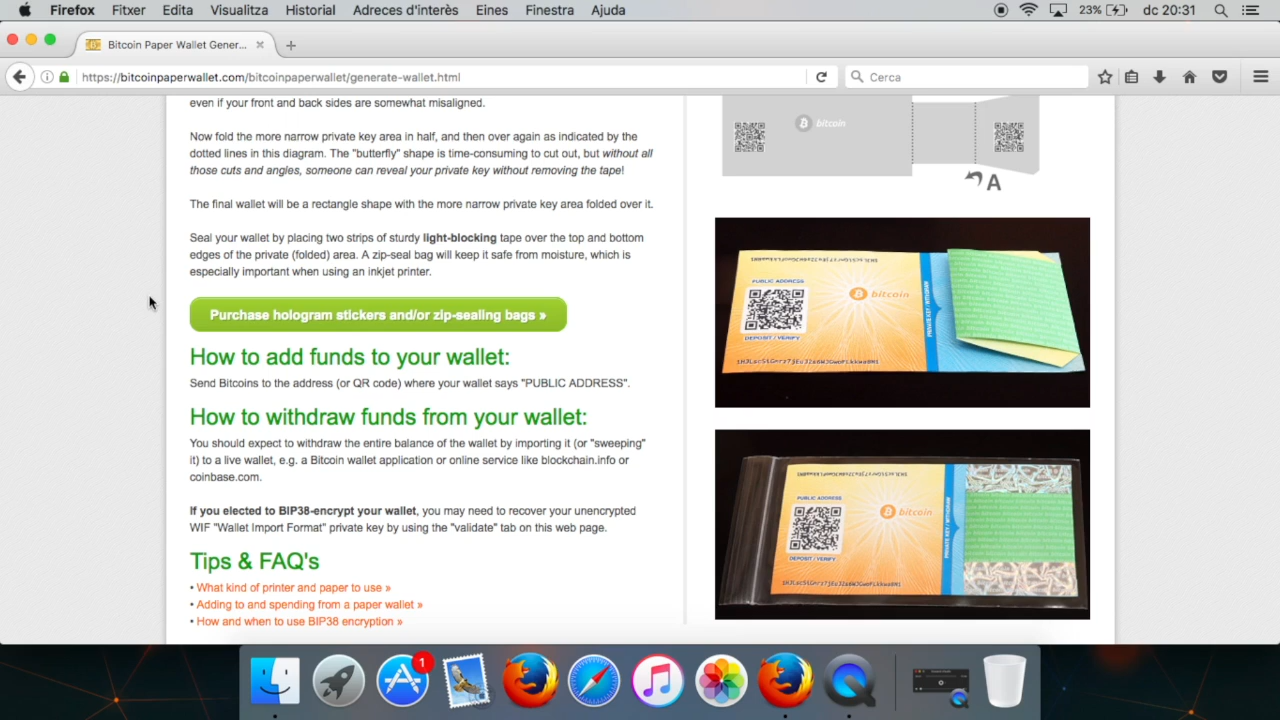 Firefox Fitxer Edita Visualitza Historial Adreces d'interès Eines Finestra Ajuda 23% dc 20:31
Bitcoin Paper Wallet Gener...
https://bitcoinpaperwallet.com/bitcoinpaperwallet/generate-wallet.html
Cerca
even if your front and back sides are somewhat misaligned.
Now fold the more narrow private key area in half, and then over again as indicated by the
dotted lines in this diagram. The "butterfly" shape is time-consuming to cut out, but without all
those cuts and angles, someone can reveal your private key without removing the tape!
The final wallet will be a rectangle shape with the more narrow private key area folded over it.
Seal your wallet by placing two strips of sturdy light-blocking tape over the top and bottom
edges of the private (folded) area. A zip-seal bag will keep it safe from moisture, which is
especially important when using an inkjet printer.
Purchase hologram stickers and/or zip-sealing bags »
How to add funds to your wallet:
Send Bitcoins to the address (or QR code) where your wallet says "PUBLIC ADDRESS".
How to withdraw funds from your wallet:
You should expect to withdraw the entire balance of the wallet by importing it (or "sweeping"
it) to a live wallet, e.g. a Bitcoin wallet application or online service like blockchain.info or
coinbase.com.
If you elected to BIP38-encrypt your wallet, you may need to recover your unencrypted
WIF "Wallet Import Format" private key by using the "validate" tab on this web page.
Tips & FAQ's
• What kind of printer and paper to use »
• Adding to and spending from a paper wallet »
• How and when to use BIP38 encryption »
bitcoin
A
PUBLIC ADDRESS
bitcoin
DEPOSIT / VERIFY
PRIVATE KEY / WITHDRAW
PUBLIC ADDRESS
bitcoin
DEPOSIT / VERIFY
PRIVATE KEY / WITHDRAW
1